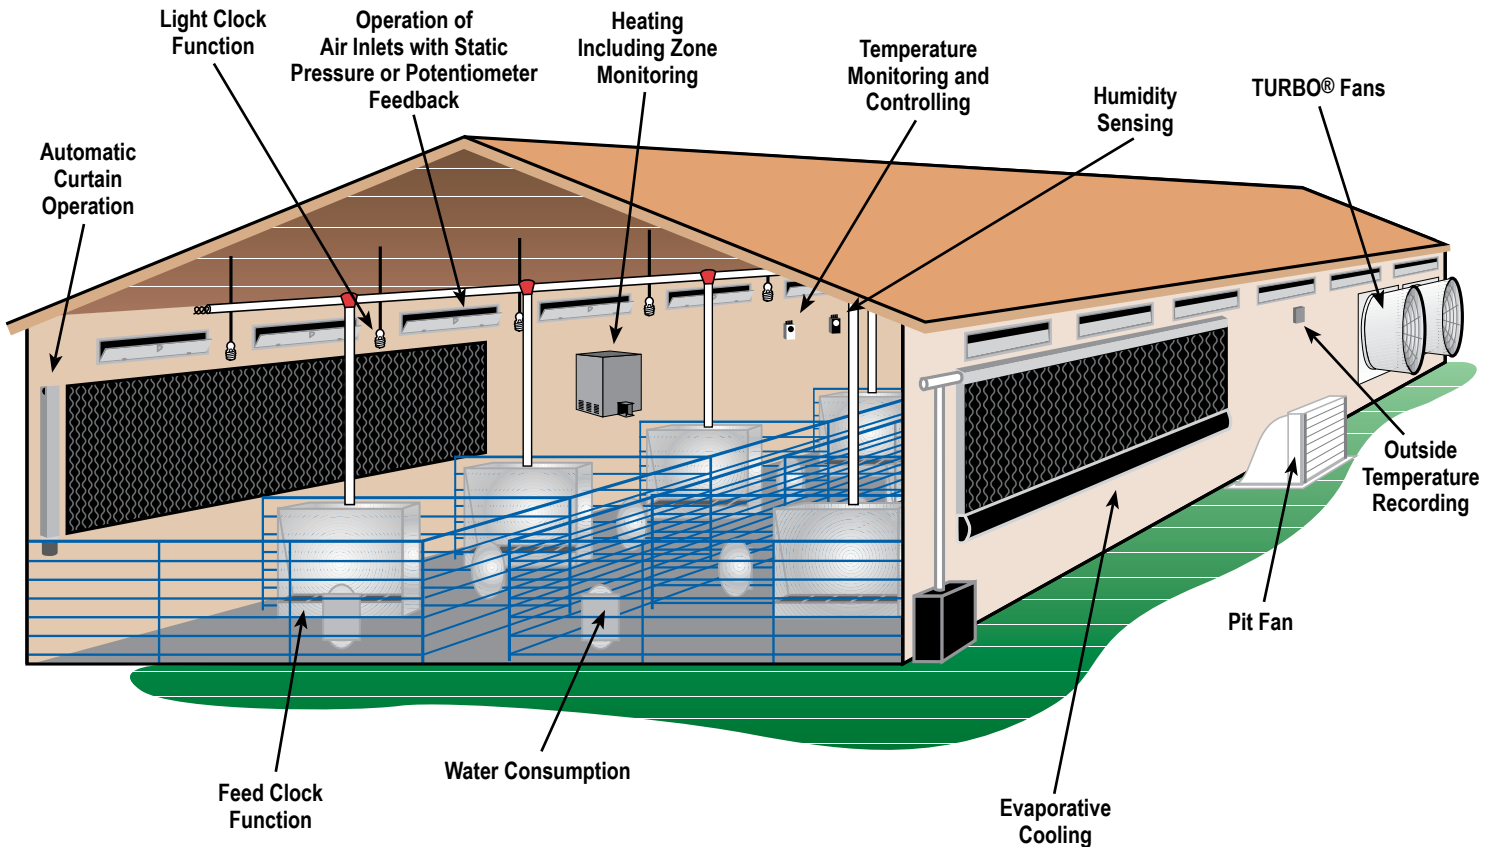 Light Clock
Function
Operation of
Air Inlets with Static
Pressure or Potentiometer
Feedback
Heating
Including Zone
Monitoring
Temperature
Monitoring and
Controlling
Humidity
Sensing
TURBO® Fans
Automatic
Curtain
Operation
Outside
Temperature
Recording
Pit Fan
Water Consumption
Feed Clock
Function
Evaporative
Cooling